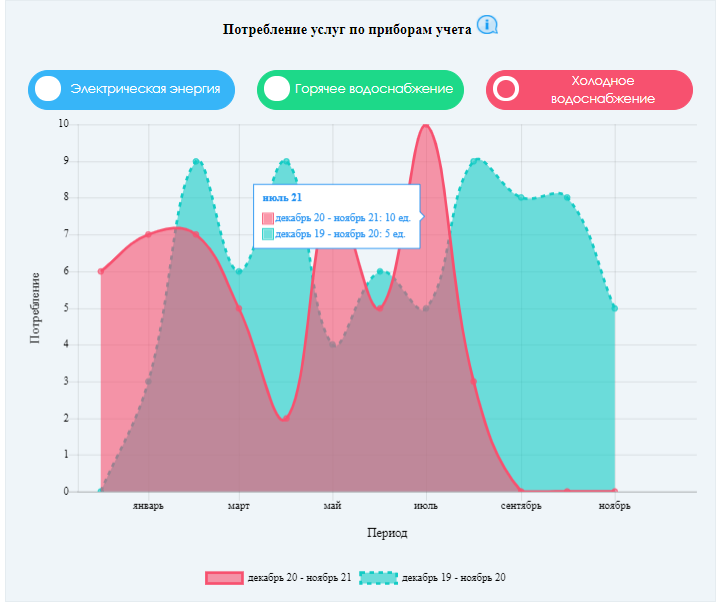 Потребление услуг по приборам учета
Электрическая энергия
Горячее водоснабжение
Холодное
водоснабжение
10
9
8
7
6
5
4
3
2
1
0
Потребление
июль 21
декабрь 20 - ноябрь 21: 10 ед.
декабрь 19 - ноябрь 20: 5 ед.
январь март май июль сентябрь ноябрь
Период
декабрь 20 - ноябрь 21 декабрь 19 - ноябрь 20